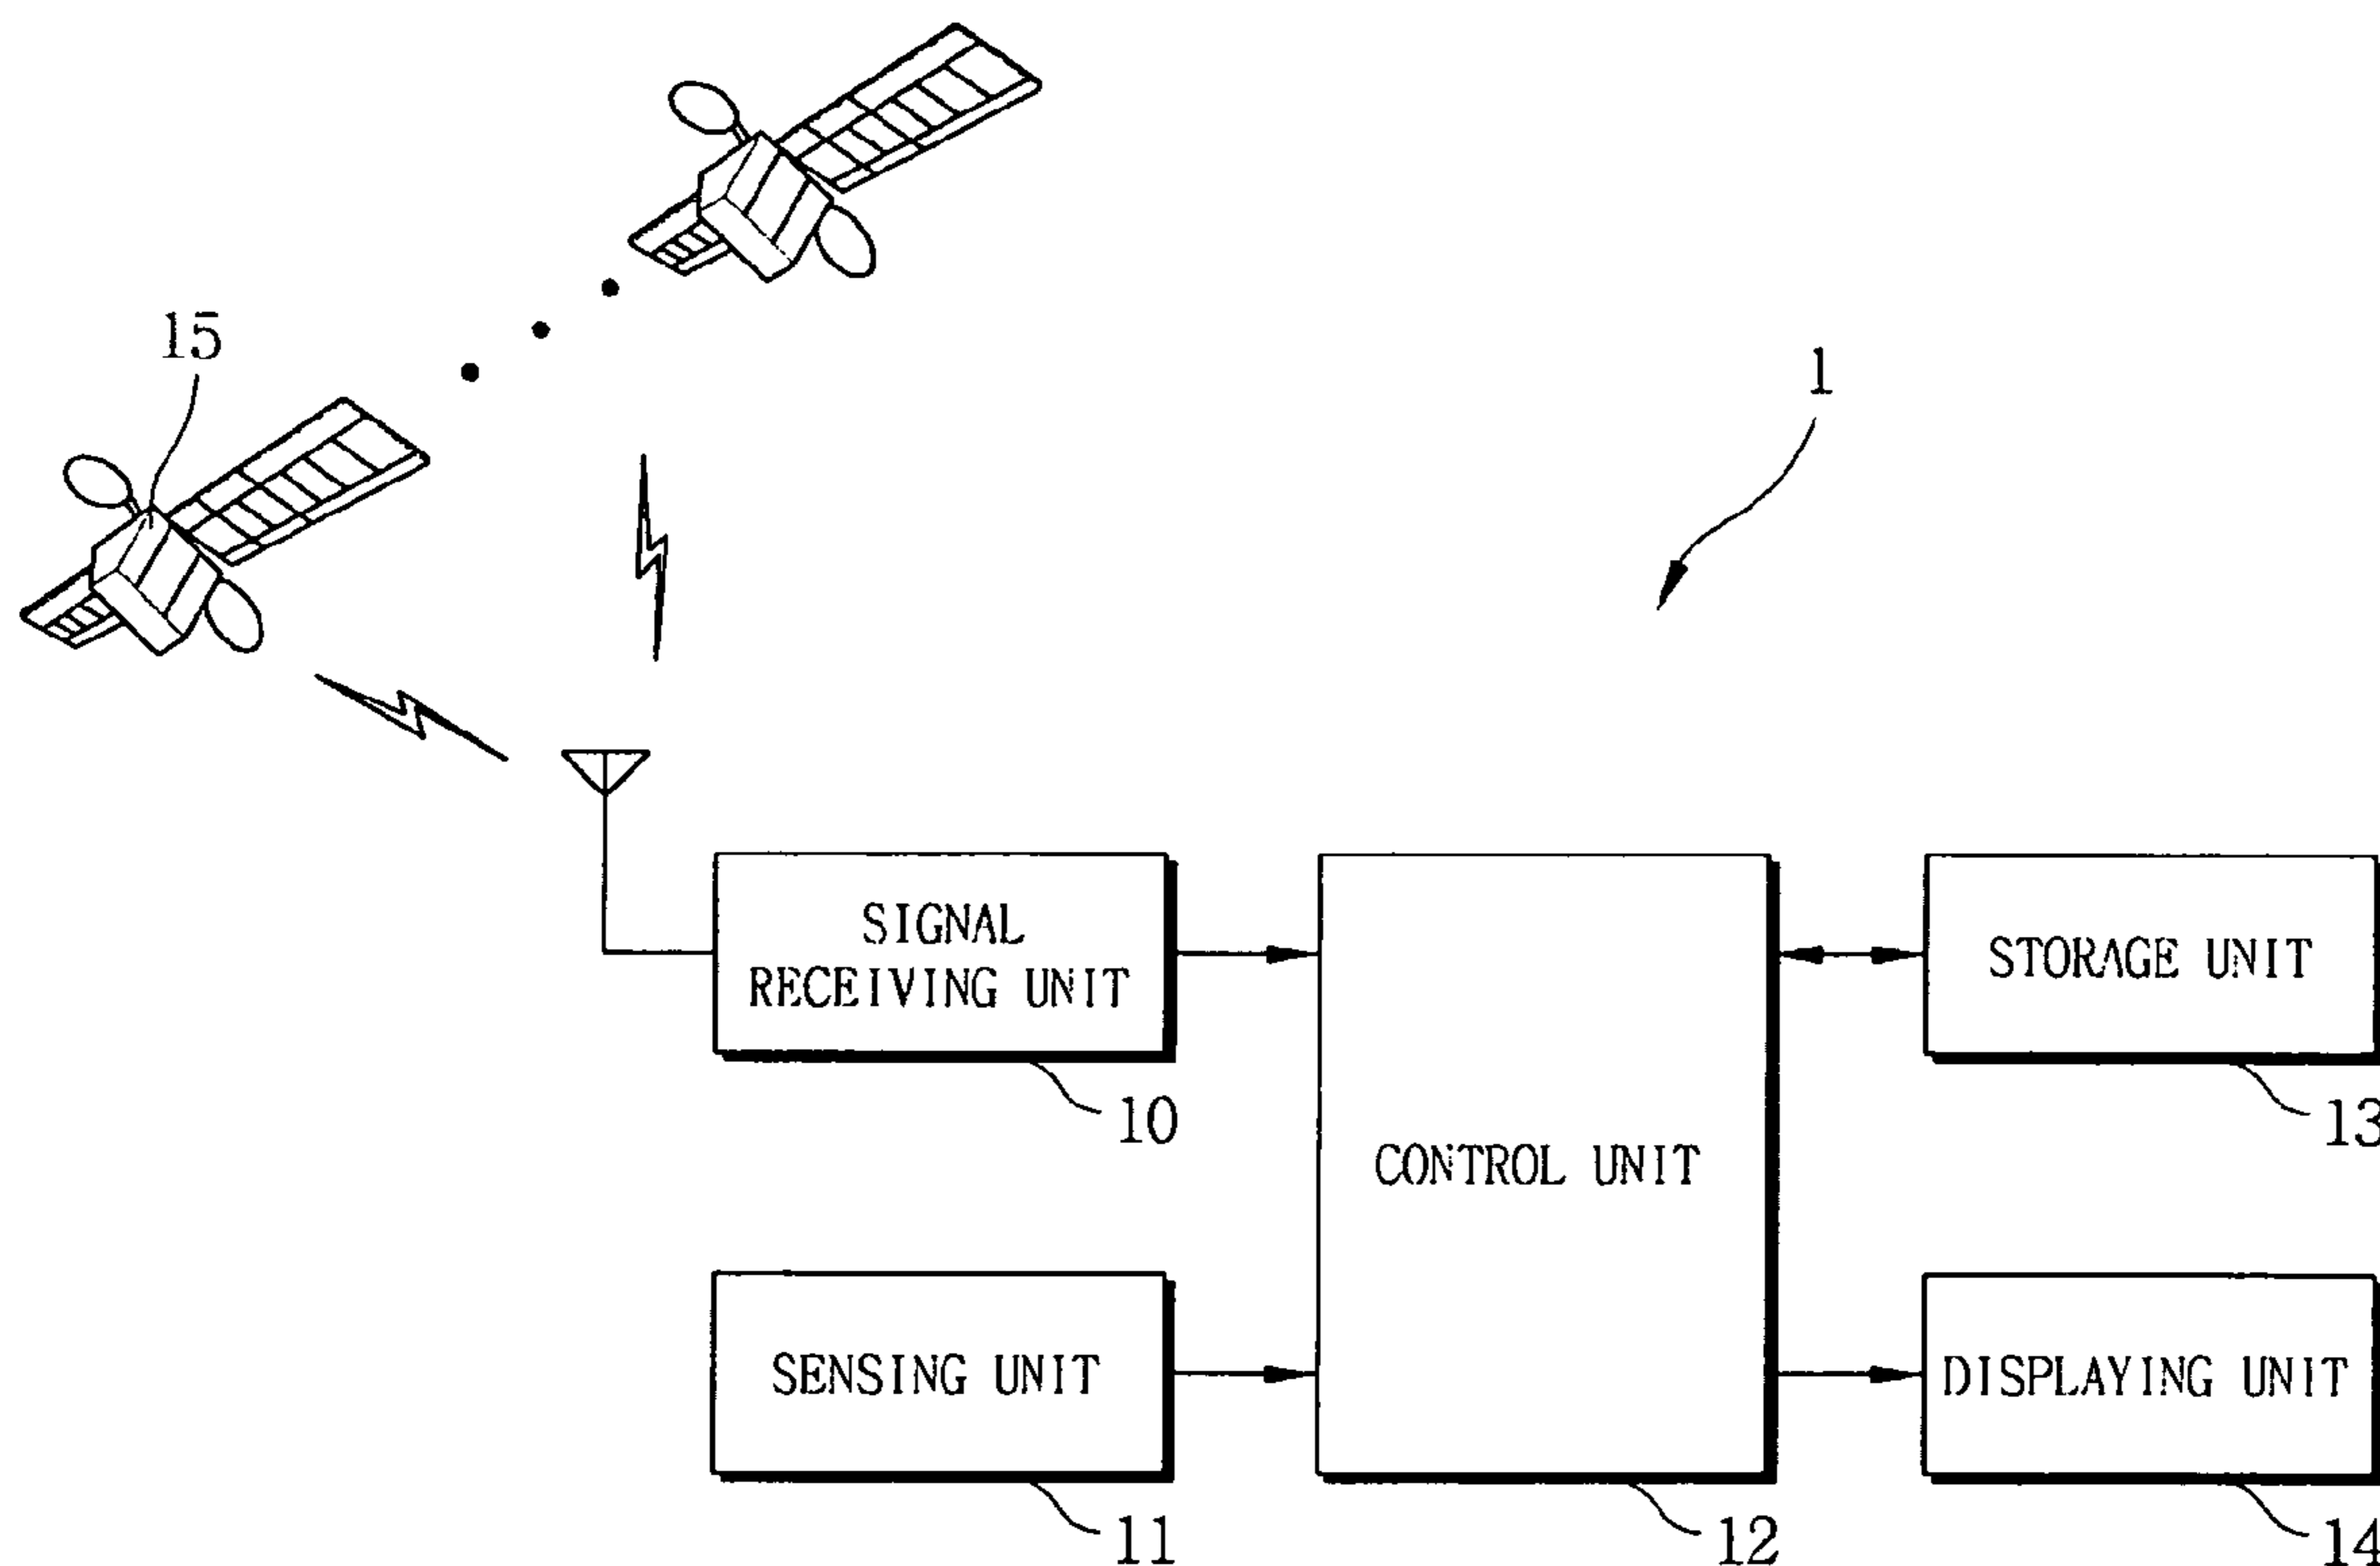 15
1
SIGNAL
RECEIVING UNIT
10
CONTROL UNIT
12
STORAGE UNIT
13
SENSING UNIT
11
DISPLAYING UNIT
14